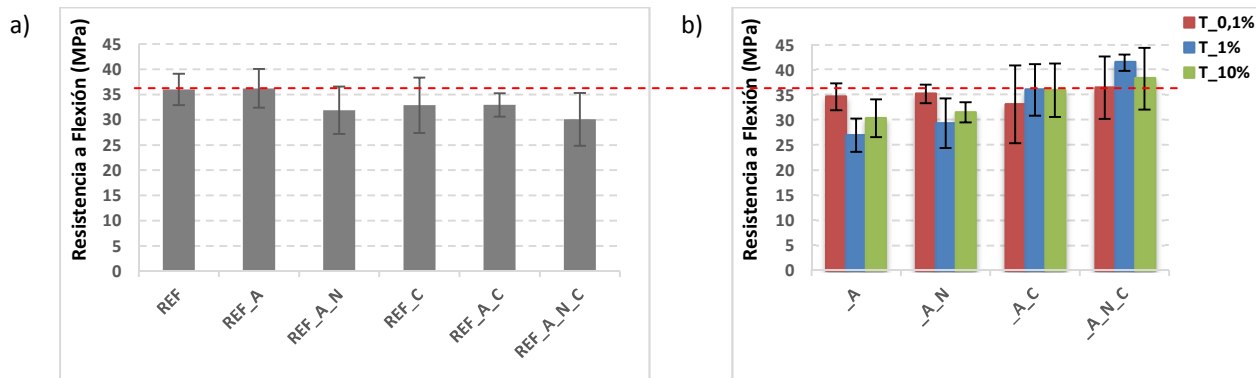 a)
Resistencia a Flexión (MPa)
45
40
35
30
25
20
15
10
5
0
REF
REF_A
REF_A_N
REF_C
REF_A_C
REF_A_N_C
b)
Resistencia a Flexión (MPa)
45
40
35
30
25
20
15
10
5
0
_A
_A_N
_A_C
_A_N_C
T_0,1%
T_1%
T_10%